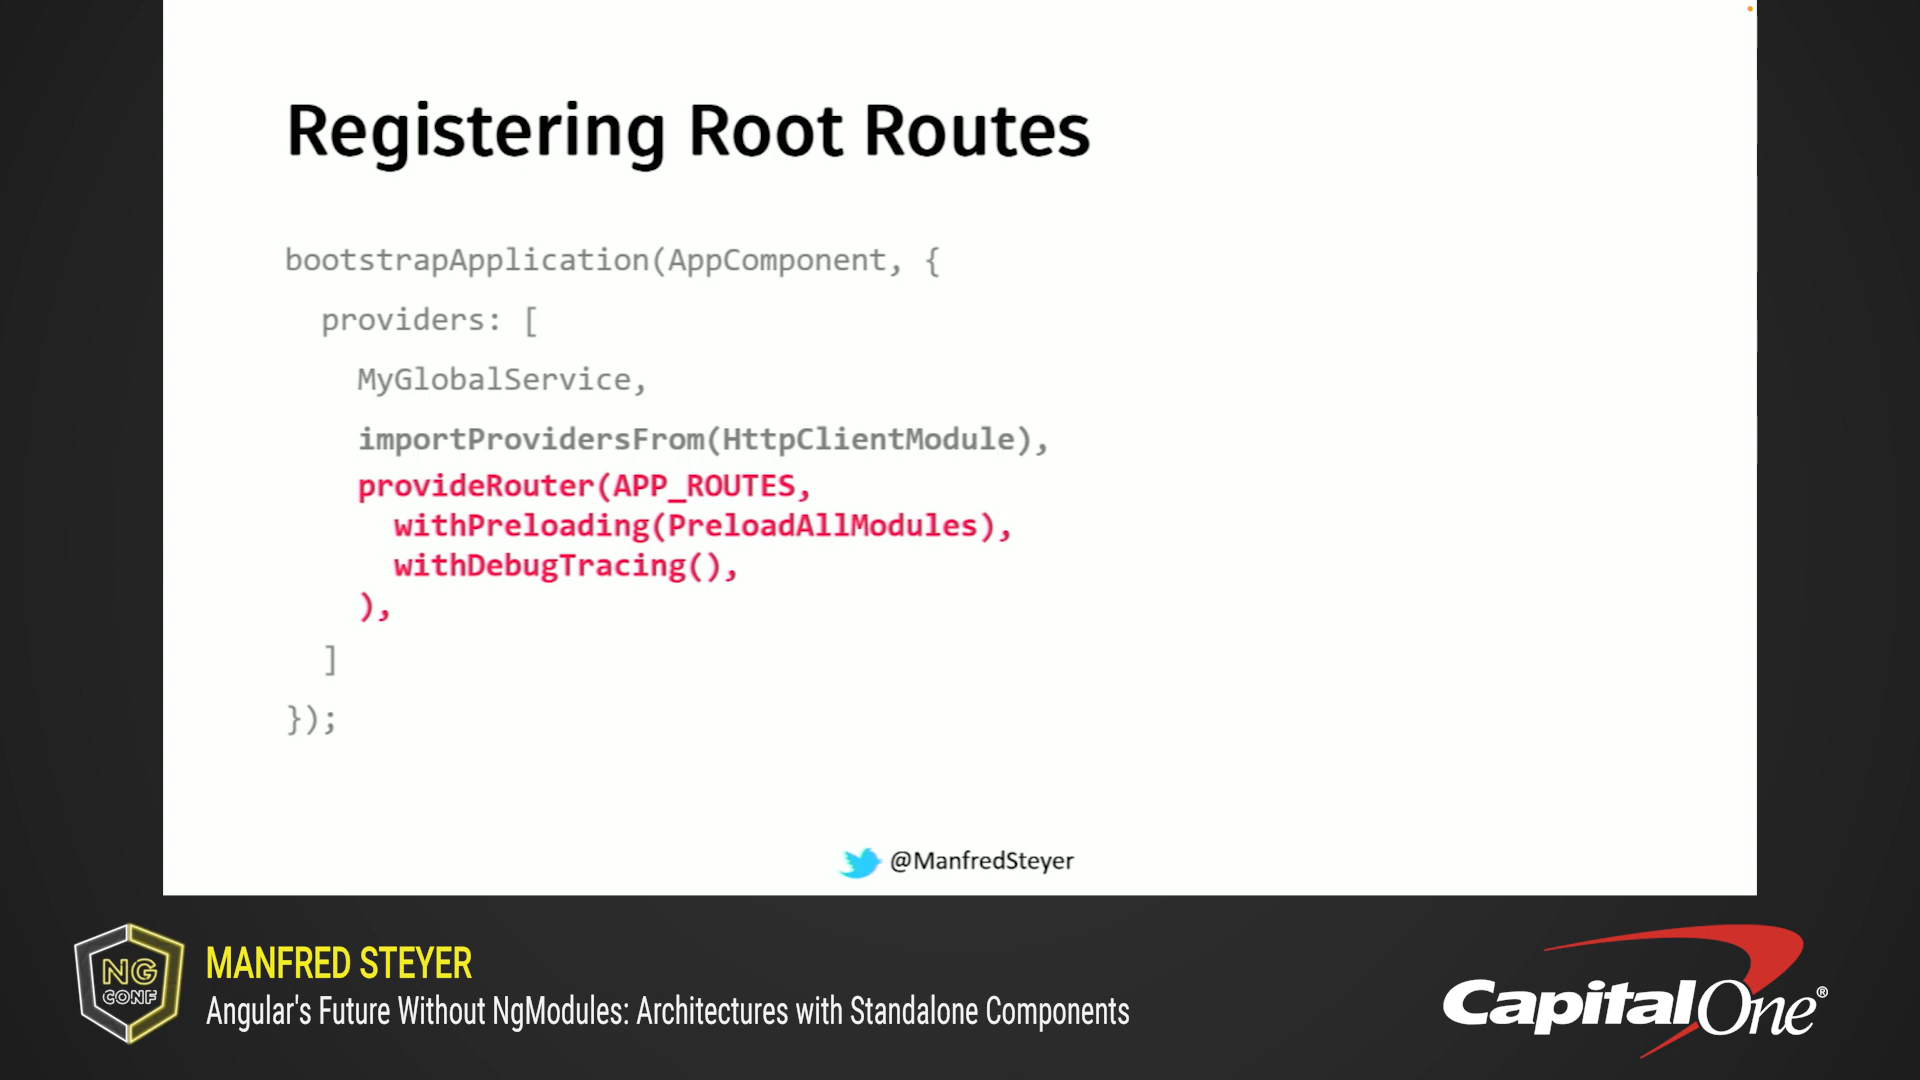 Registering Root Routes
bootstrapApplication(AppComponent, {
  providers: [
    MyGlobalService,
    importProvidersFrom(HttpClientModule),
    provideRouter(APP_ROUTES,
      withPreloading(PreloadAllModules),
      withDebugTracing(),
    ),
  ]
});
@ManfredSteyer
NG
CONF
MANFRED STEYER
Angular's Future Without NgModules: Architectures with Standalone Components
CapitalOne®